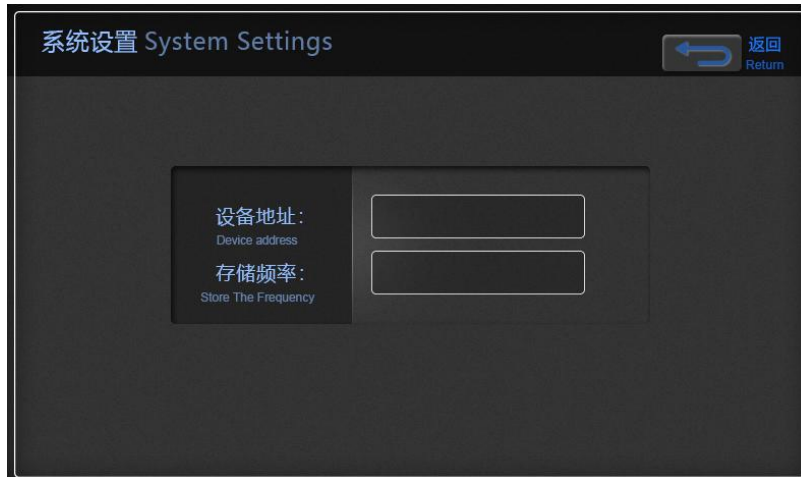 系统设置 System Settings
返回
Return
设备地址：
Device address
存储频率：
Store The Frequency